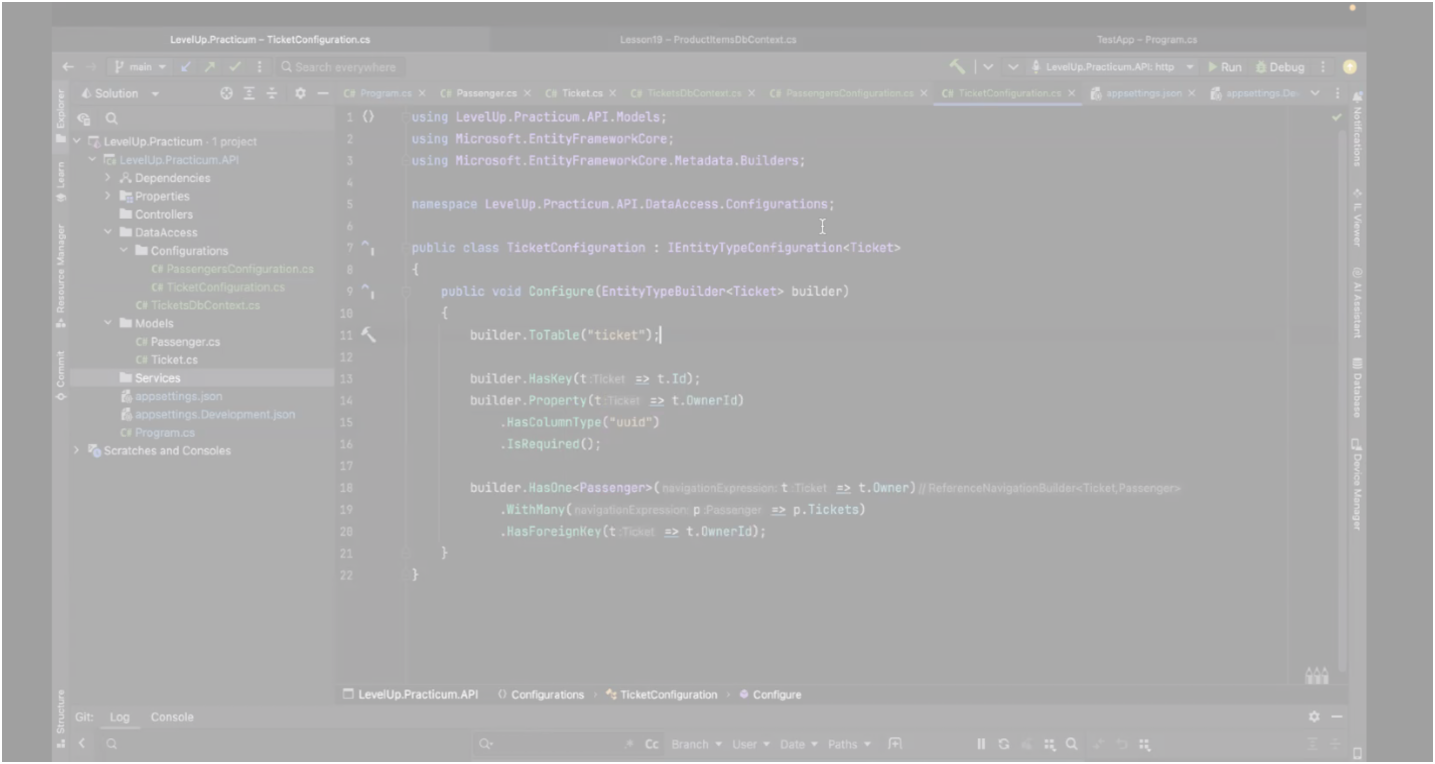 LevelUp.Practicum – TicketConfiguration.cs
Lesson19 – ProductItemsDbContext.cs
TestApp – Program.cs
main
Search everywhere
LevelUp.Practicum.API: http
Run
Debug
Explorer
Learn
Resource Manager
Commit
Structure
Solution
LevelUp.Practicum · 1 project
LevelUp.Practicum.API
Dependencies
Properties
Controllers
DataAccess
Configurations
C# PassengersConfiguration.cs
C# TicketConfiguration.cs
C# TicketsDbContext.cs
Models
C# Passenger.cs
C# Ticket.cs
Services
appsettings.json
appsettings.Development.json
C# Program.cs
Scratches and Consoles
C# Program.cs
C# Passenger.cs
C# Ticket.cs
C# TicketsDbContext.cs
C# PassengersConfiguration.cs
C# TicketConfiguration.cs
appsettings.json
appsettings.De
1 using LevelUp.Practicum.API.Models;
2 using Microsoft.EntityFrameworkCore;
3 using Microsoft.EntityFrameworkCore.Metadata.Builders;
4
5 namespace LevelUp.Practicum.API.DataAccess.Configurations;
6
7 public class TicketConfiguration : IEntityTypeConfiguration<Ticket>
8 {
9 public void Configure(EntityTypeBuilder<Ticket> builder)
10 {
11 builder.ToTable("ticket");
12
13 builder.HasKey(t :Ticket => t.Id);
14 builder.Property(t :Ticket => t.OwnerId)
15 .HasColumnType("uuid")
16 .IsRequired();
17
18 builder.HasOne<Passenger>(navigationExpression: t :Ticket => t.Owner) // ReferenceNavigationBuilder<Ticket,Passenger>
19 .WithMany(navigationExpression: p :Passenger => p.Tickets)
20 .HasForeignKey(t :Ticket => t.OwnerId);
21 }
22 }
Notifications
IL Viewer
AI Assistant
Database
Device Manager
LevelUp.Practicum.API
Configurations
TicketConfiguration
Configure
Git:
Log
Console
Cc
Branch
User
Date
Paths